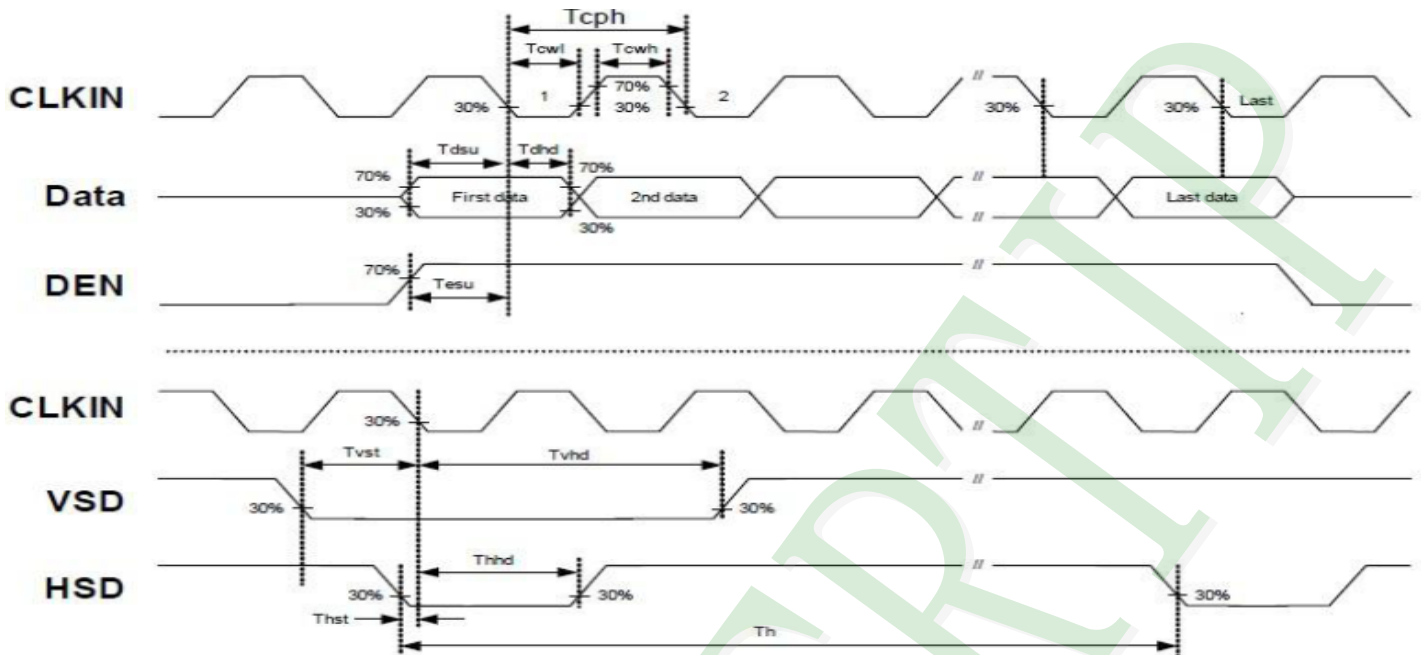 Tcph
Tcwl Tcwh
CLKIN 30% 1 70% 30% 2 30% 30% Last
Tdsu Tdhd
Data 70% 30% First data 70% 30% 2nd data // // Last data
DEN 70% Tesu //
CLKIN 30% //
Tvst Tvhd
VSD 30% 30% //
Thhd
HSD 30% 30% // 30%
Thst
Th